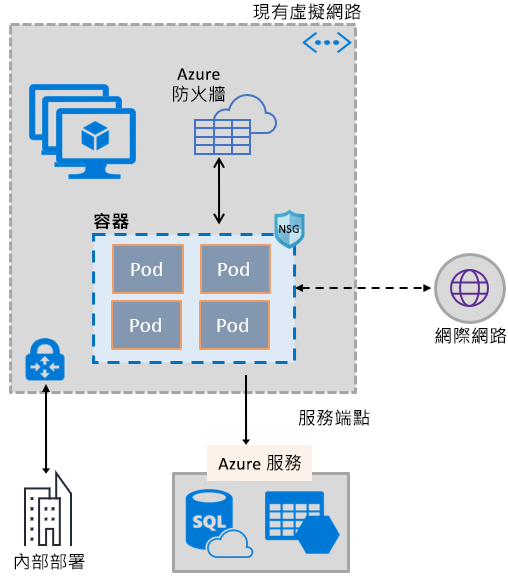 現有虛擬網路
Azure
防火牆
容器
NSG
Pod
Pod
Pod
Pod
網際網路
服務端點
Azure 服務
SQL
內部部署